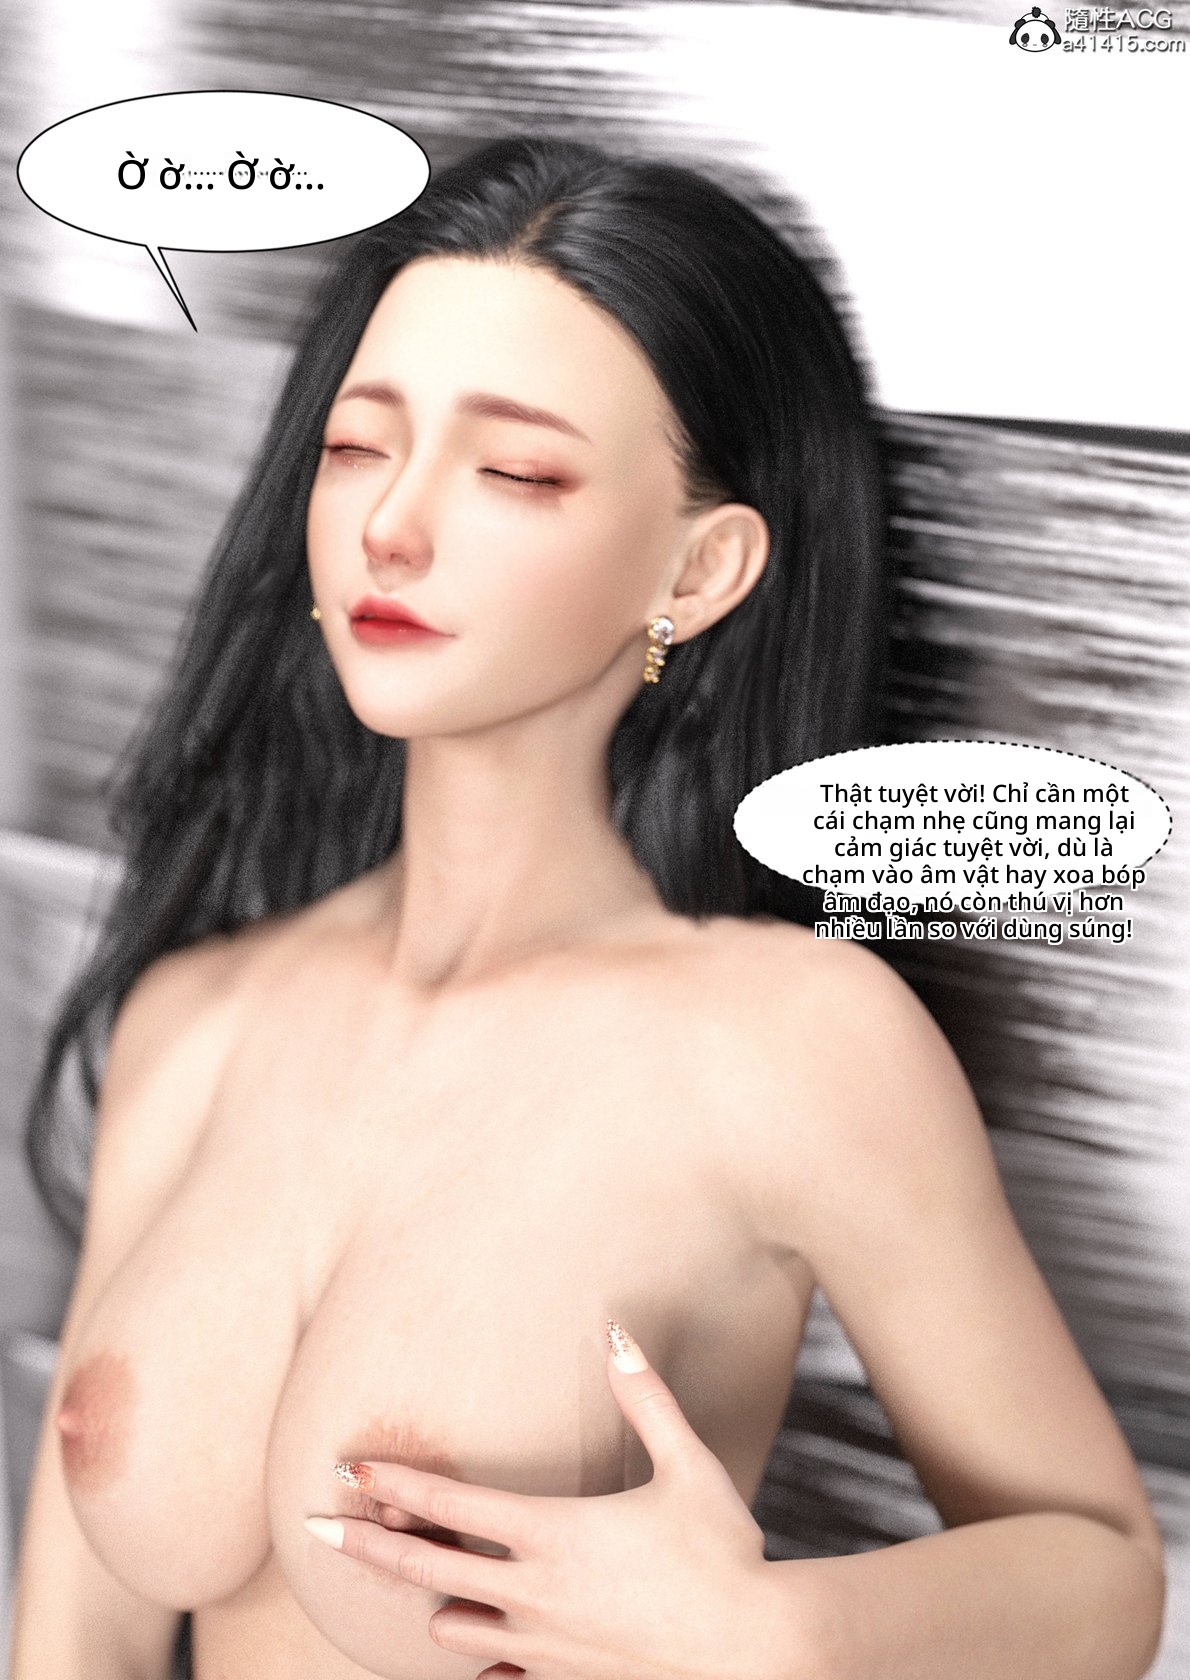 隨性ACG
a41415.com
Ờ ờ... Ờ ờ...
Thật tuyệt vời! Chỉ cần một
cái chạm nhẹ cũng mang lại
cảm giác tuyệt vời, dù là
chạm vào âm vật hay xoa bóp
âm đạo, nó còn thú vị hơn
nhiều lần so với dùng súng!